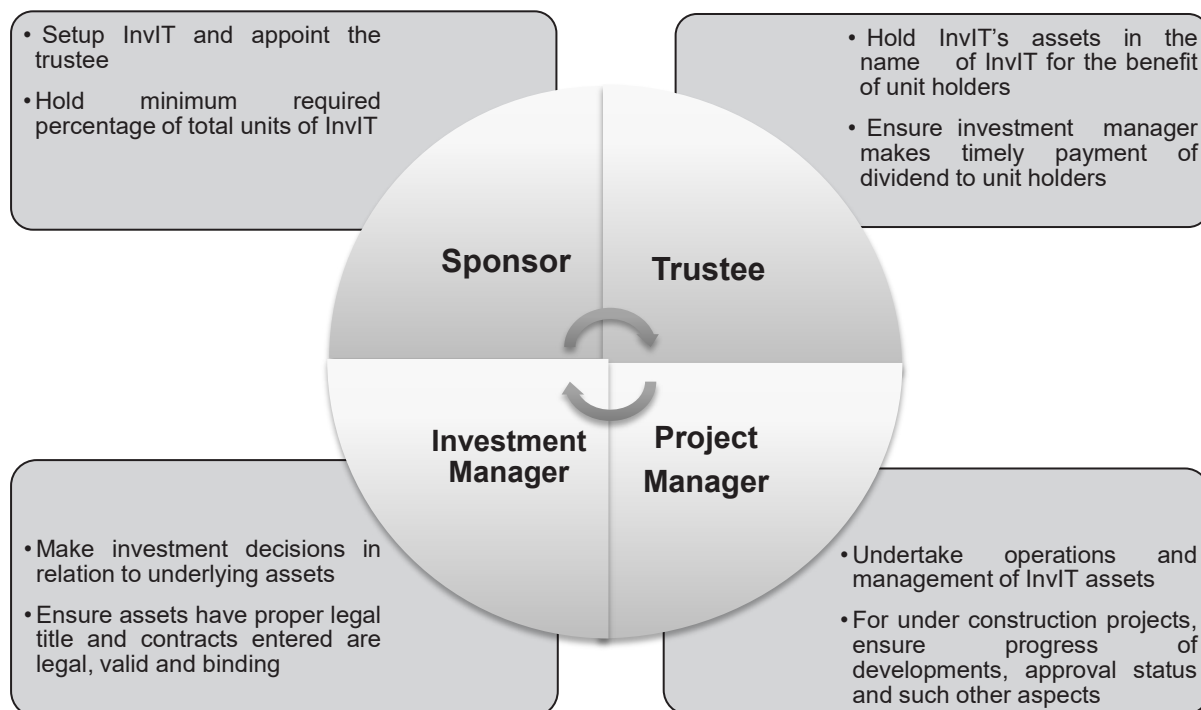 • Setup InvIT and appoint the
trustee
• Hold minimum required
percentage of total units of InvIT
• Hold InvIT's assets in the
name of InvIT for the benefit
of unit holders
• Ensure investment manager
makes timely payment of
dividend to unit holders
Sponsor
Trustee
Investment
Manager
Project
Manager
• Make investment decisions in
relation to underlying assets
• Ensure assets have proper legal
title and contracts entered are
legal, valid and binding
• Undertake operations and
management of InvIT assets
• For under construction projects,
ensure progress of
developments, approval status
and such other aspects